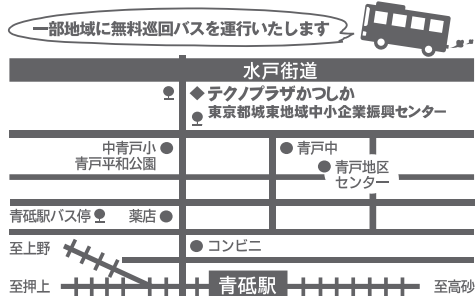 一部地域に無料巡回バスを運行いたします
水戸街道
◆テクノプラザかつしか
東京都城東地域中小企業振興センター
中青戸小
青戸平和公園
青戸中
青戸地区
センター
青砥駅バス停
薬店
至上野
コンビニ
至押上
青砥駅
至高砂